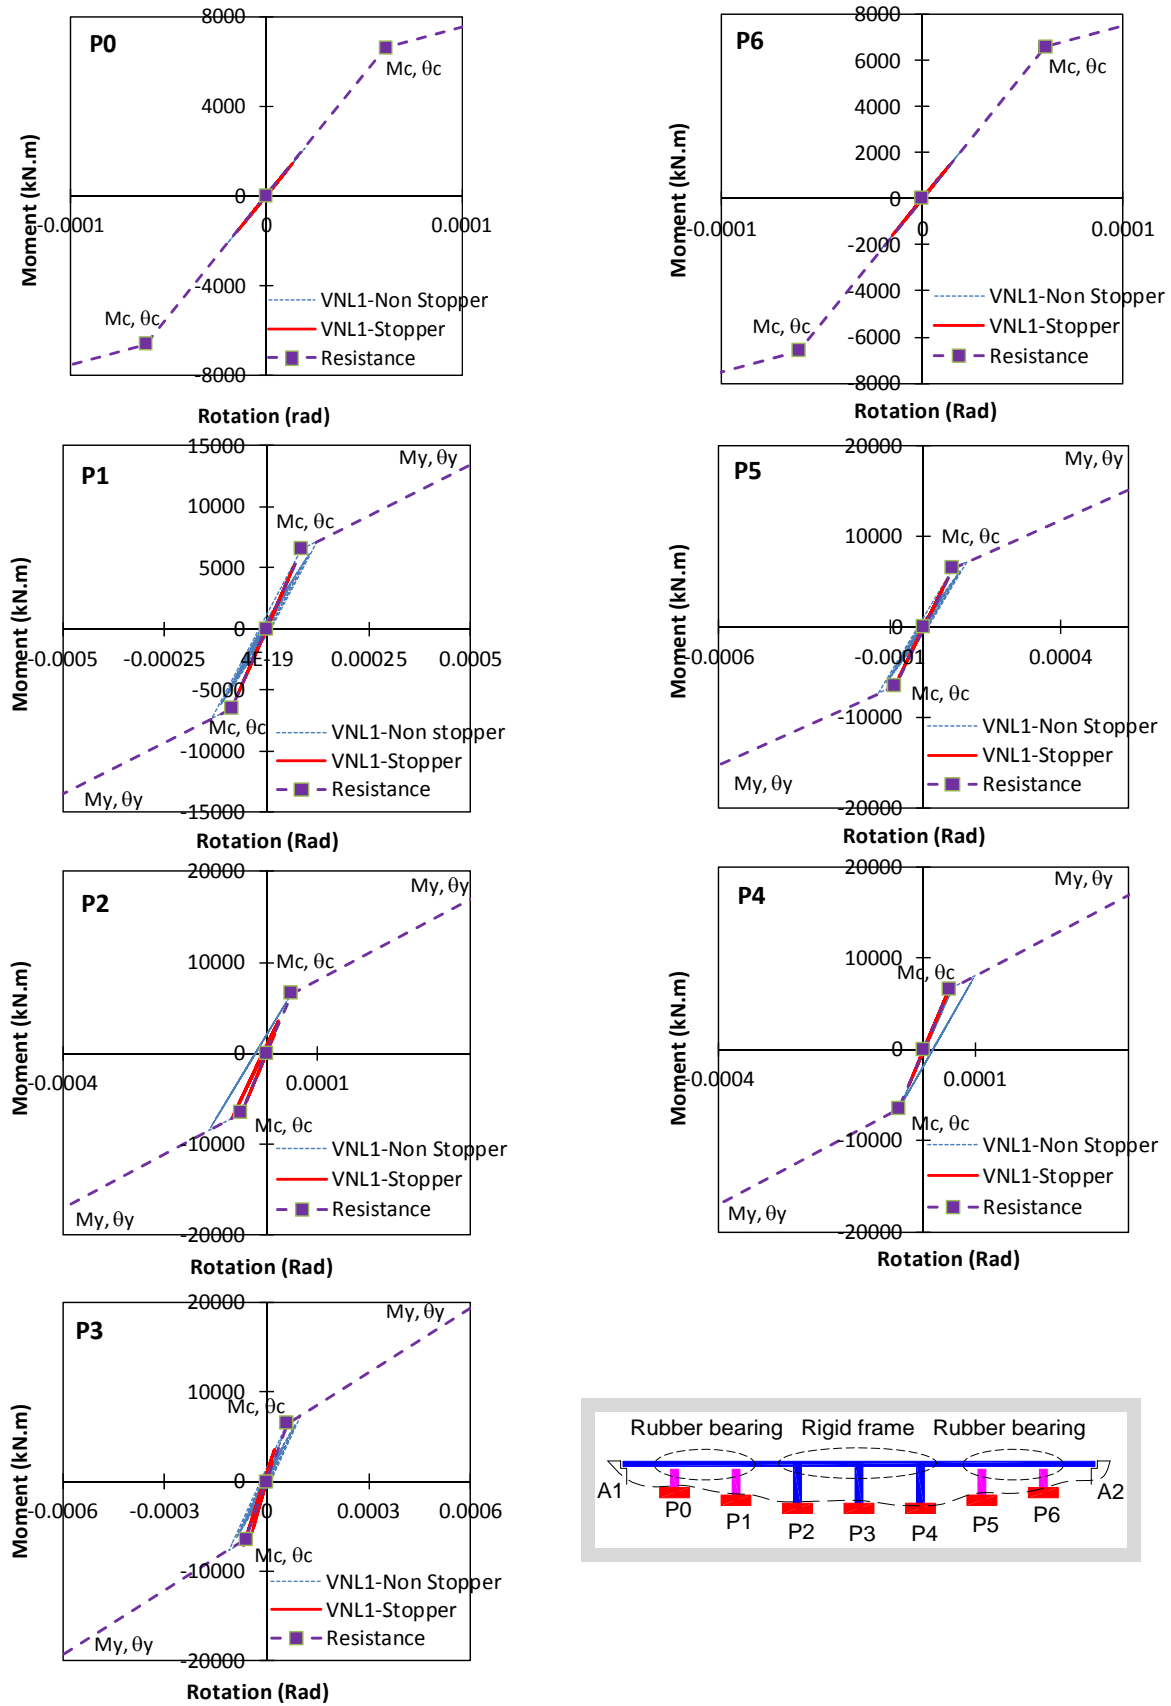 P0
Moment (kN.m)
8000
4000
0
-4000
-8000
-0.0001
0
0.0001
Mc, θc
Mc, θc
VNL1-Non Stopper
VNL1-Stopper
Resistance
Rotation (rad)
P6
Moment (kN.m)
8000
6000
4000
2000
0
-2000
-4000
-6000
-8000
-0.0001
0
0.0001
Mc, θc
Mc, θc
VNL1-Non Stopper
VNL1-Stopper
Resistance
Rotation (Rad)
P1
Moment (kN.m)
15000
10000
5000
0
-5000
-10000
-15000
-0.0005
-0.00025
4E-19
0.00025
0.0005
My, θy
Mc, θc
Mc, θc
My, θy
VNL1-Non stopper
VNL1-Stopper
Resistance
Rotation (Rad)
P5
Moment (kN.m)
20000
10000
0
-10000
-20000
-0.0006
-0.0001
0.0004
My, θy
Mc, θc
Mc, θc
My, θy
VNL1-Non Stopper
VNL1-Stopper
Resistance
Rotation (Rad)
P2
Moment (kN.m)
20000
10000
0
-10000
-20000
-0.0004
0.0001
My, θy
Mc, θc
Mc, θc
My, θy
VNL1-Non Stopper
VNL1-Stopper
Resistance
Rotation (Rad)
P4
Moment (kN.m)
20000
10000
0
-10000
-20000
-0.0004
0.0001
My, θy
Mc, θc
Mc, θc
My, θy
VNL1-Non Stopper
VNL1-Stopper
Resistance
Rotation (Rad)
P3
Moment (kN.m)
20000
10000
0
-10000
-20000
-0.0006
-0.0003
0
0.0003
0.0006
My, θy
Mc, θc
Mc, θc
My, θy
VNL1-Non Stopper
VNL1-Stopper
Resistance
Rotation (Rad)
Rubber bearing Rigid frame Rubber bearing
A1 P0 P1 P2 P3 P4 P5 P6 A2